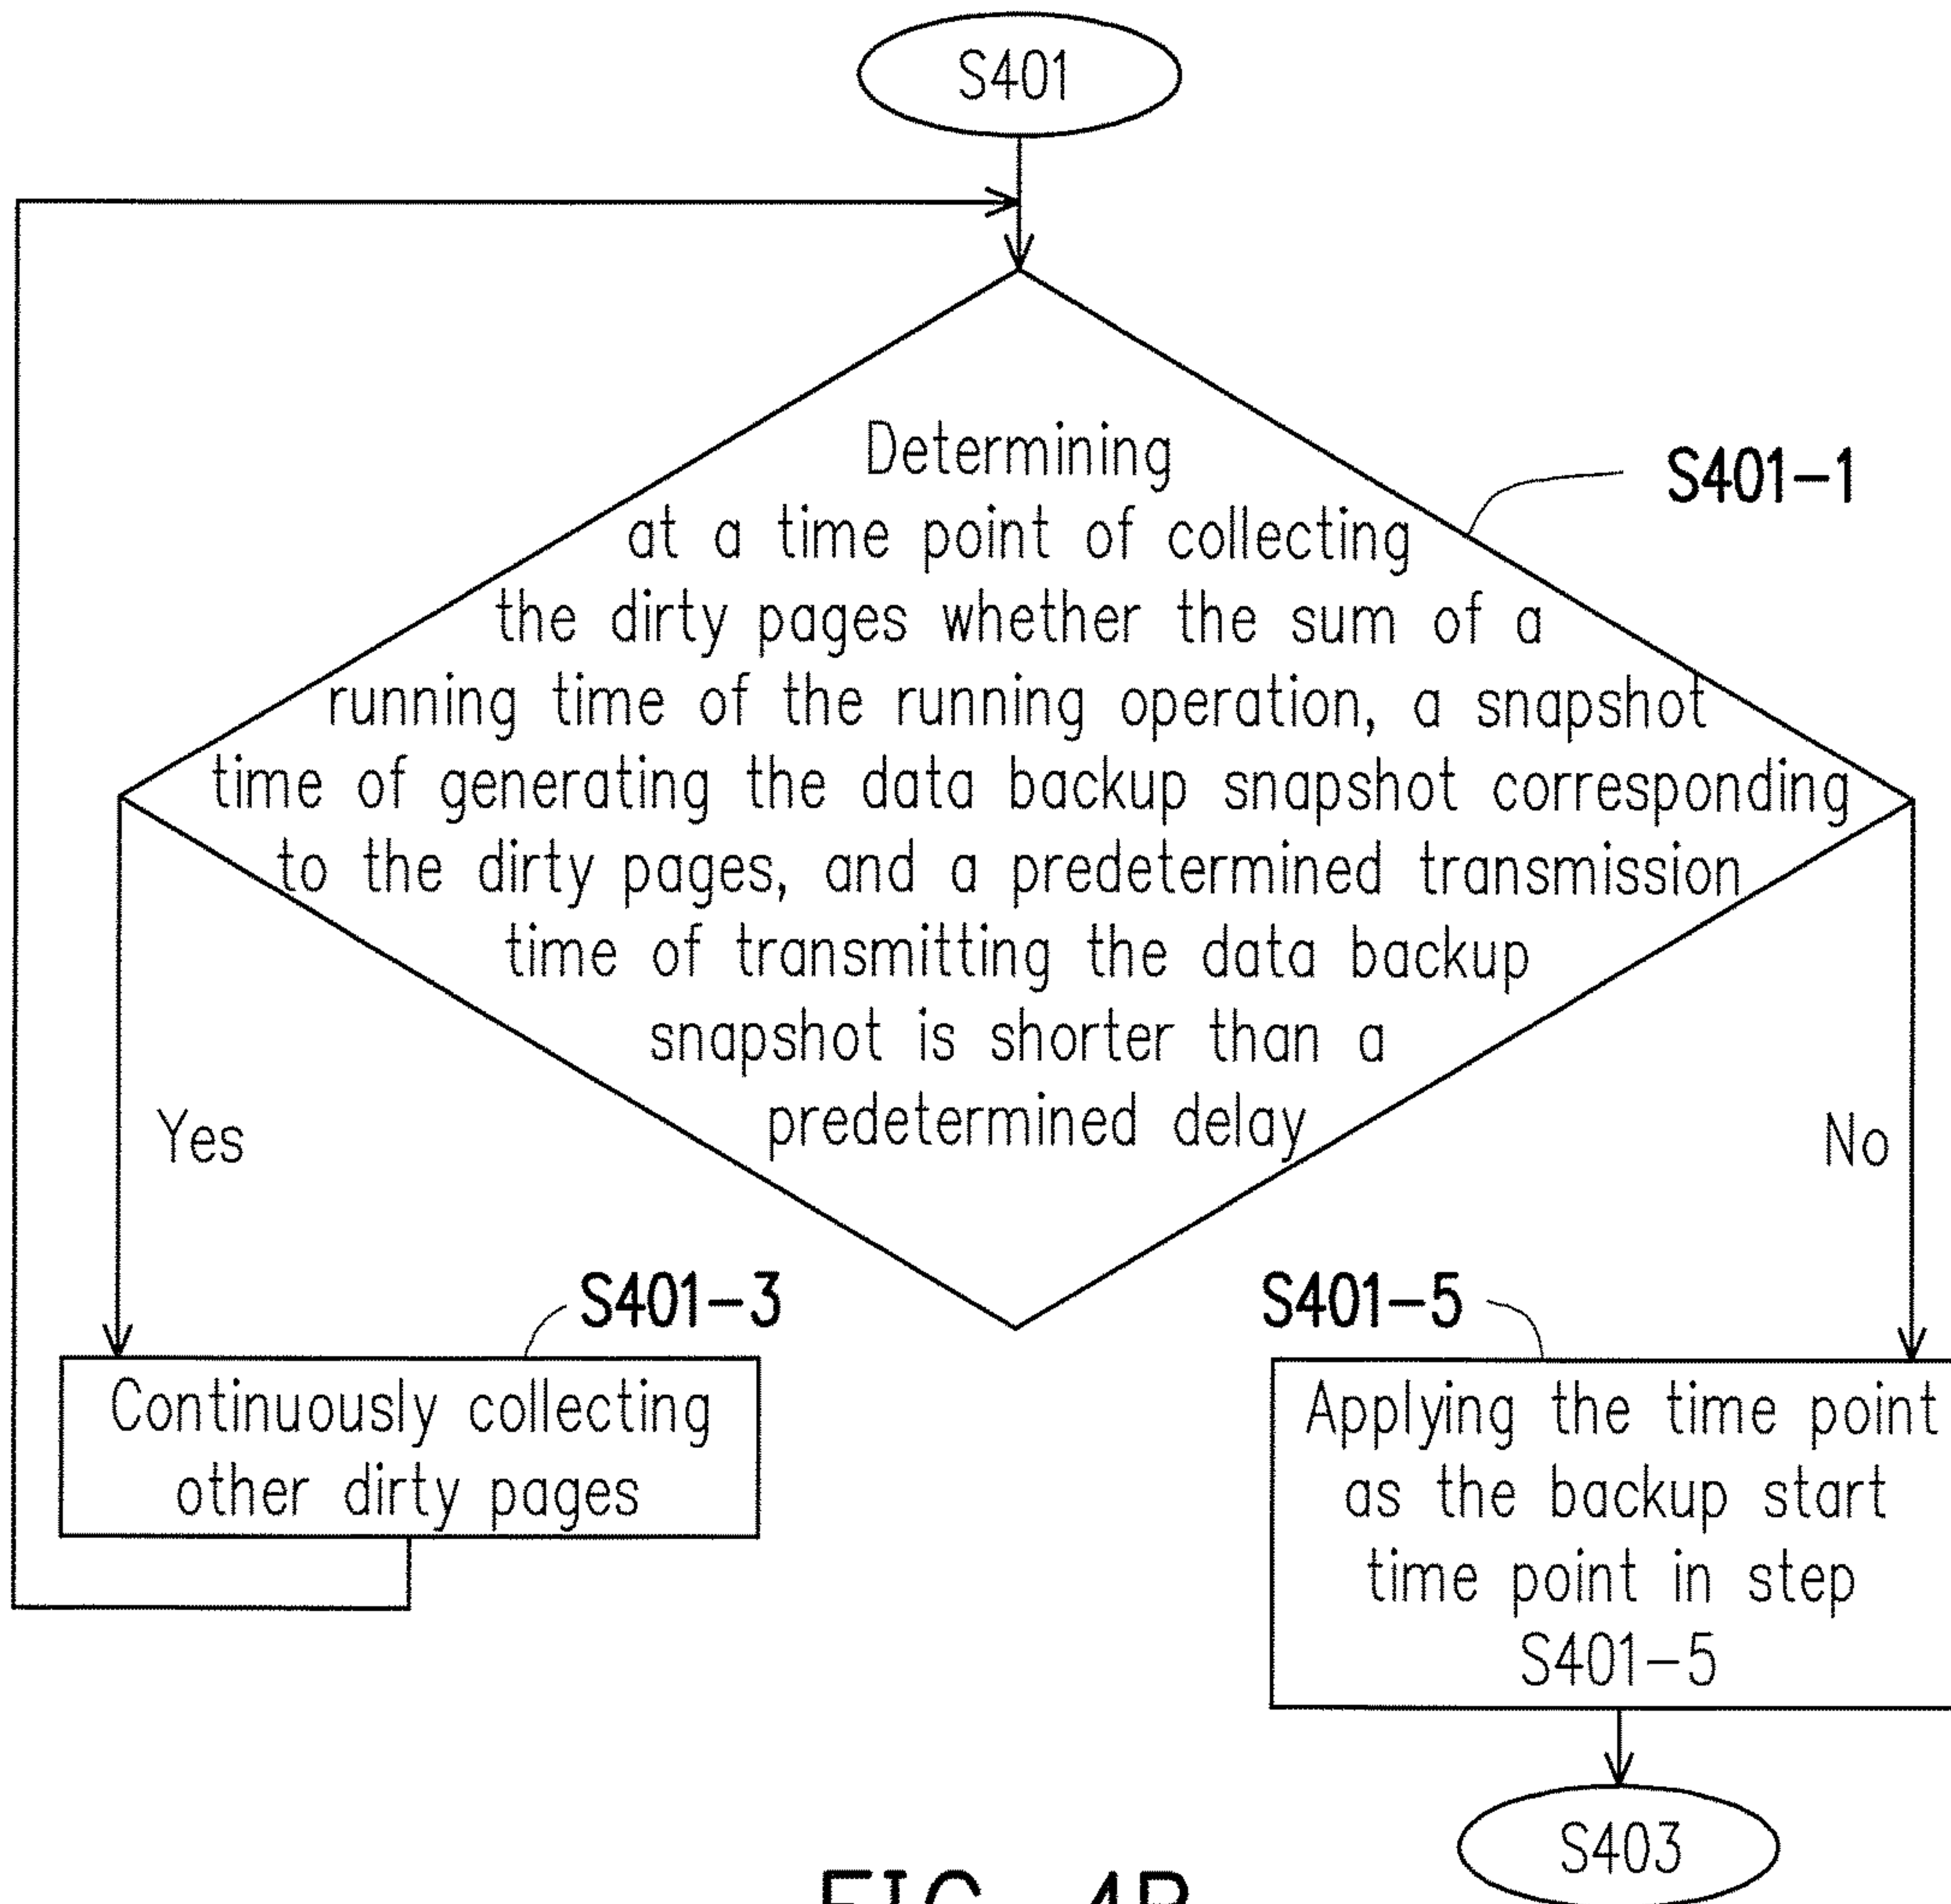 S401
Determining
S401-1
at a time point of collecting
the dirty pages whether the sum of a
running time of the running operation, a snapshot
time of generating the data backup snapshot corresponding
to the dirty pages, and a predetermined transmission
time of transmitting the data backup
snapshot is shorter than a
predetermined delay
Yes
No
S401-3
Continuously collecting
other dirty pages
S401-5
Applying the time point
as the backup start
time point in step
S401-5
S403
FIG. 4B